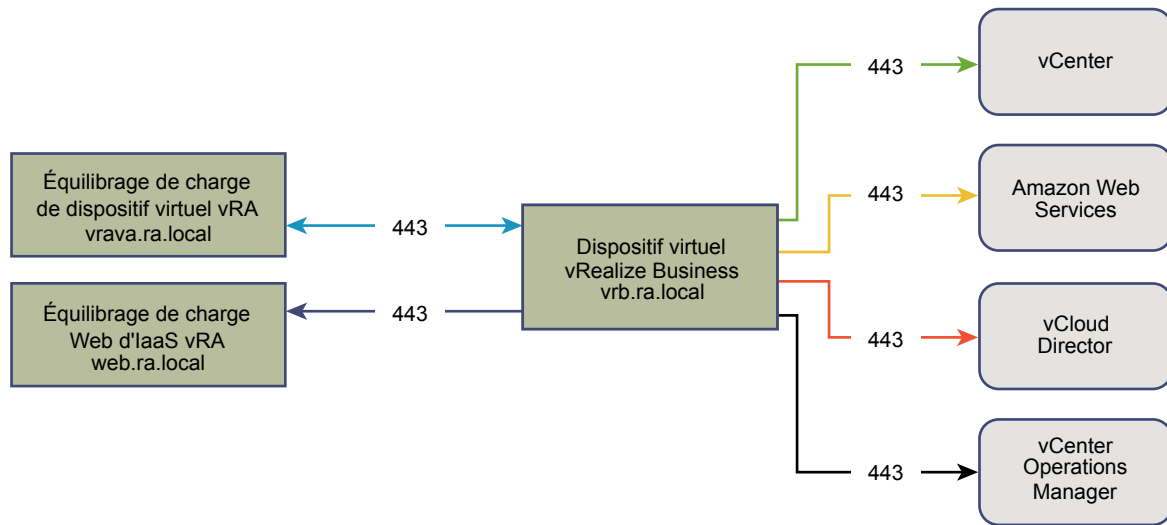 Équilibrage de charge
de dispositif virtuel vRA
vrava.ra.local
443
Équilibrage de charge
Web d'IaaS vRA
web.ra.local
443
Dispositif virtuel
vRealize Business
vrb.ra.local
443
vCenter
443
Amazon Web
Services
443
vCloud
Director
443
vCenter
Operations
Manager